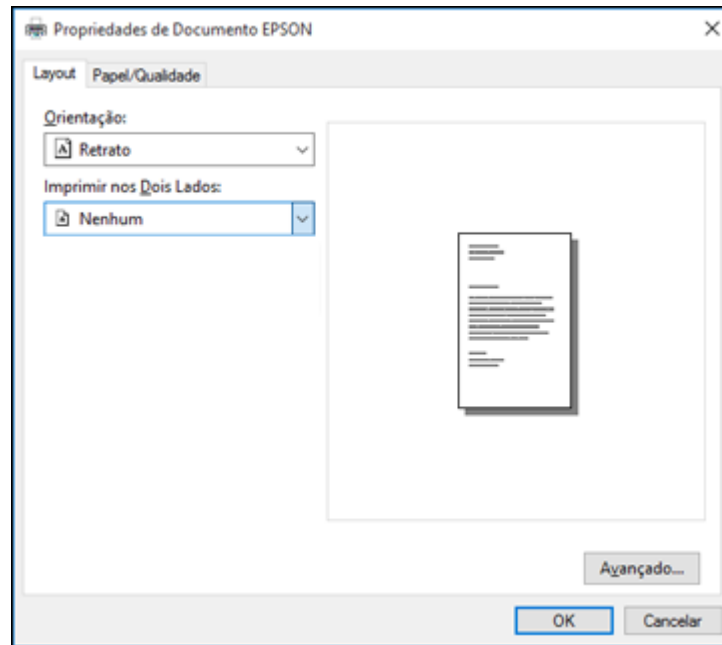 Propriedades de Documento EPSON
Layout Papel/Qualidade
Orientação:
Retrato
Imprimir nos Dois Lados:
Nenhum
Avançado...
OK Cancelar